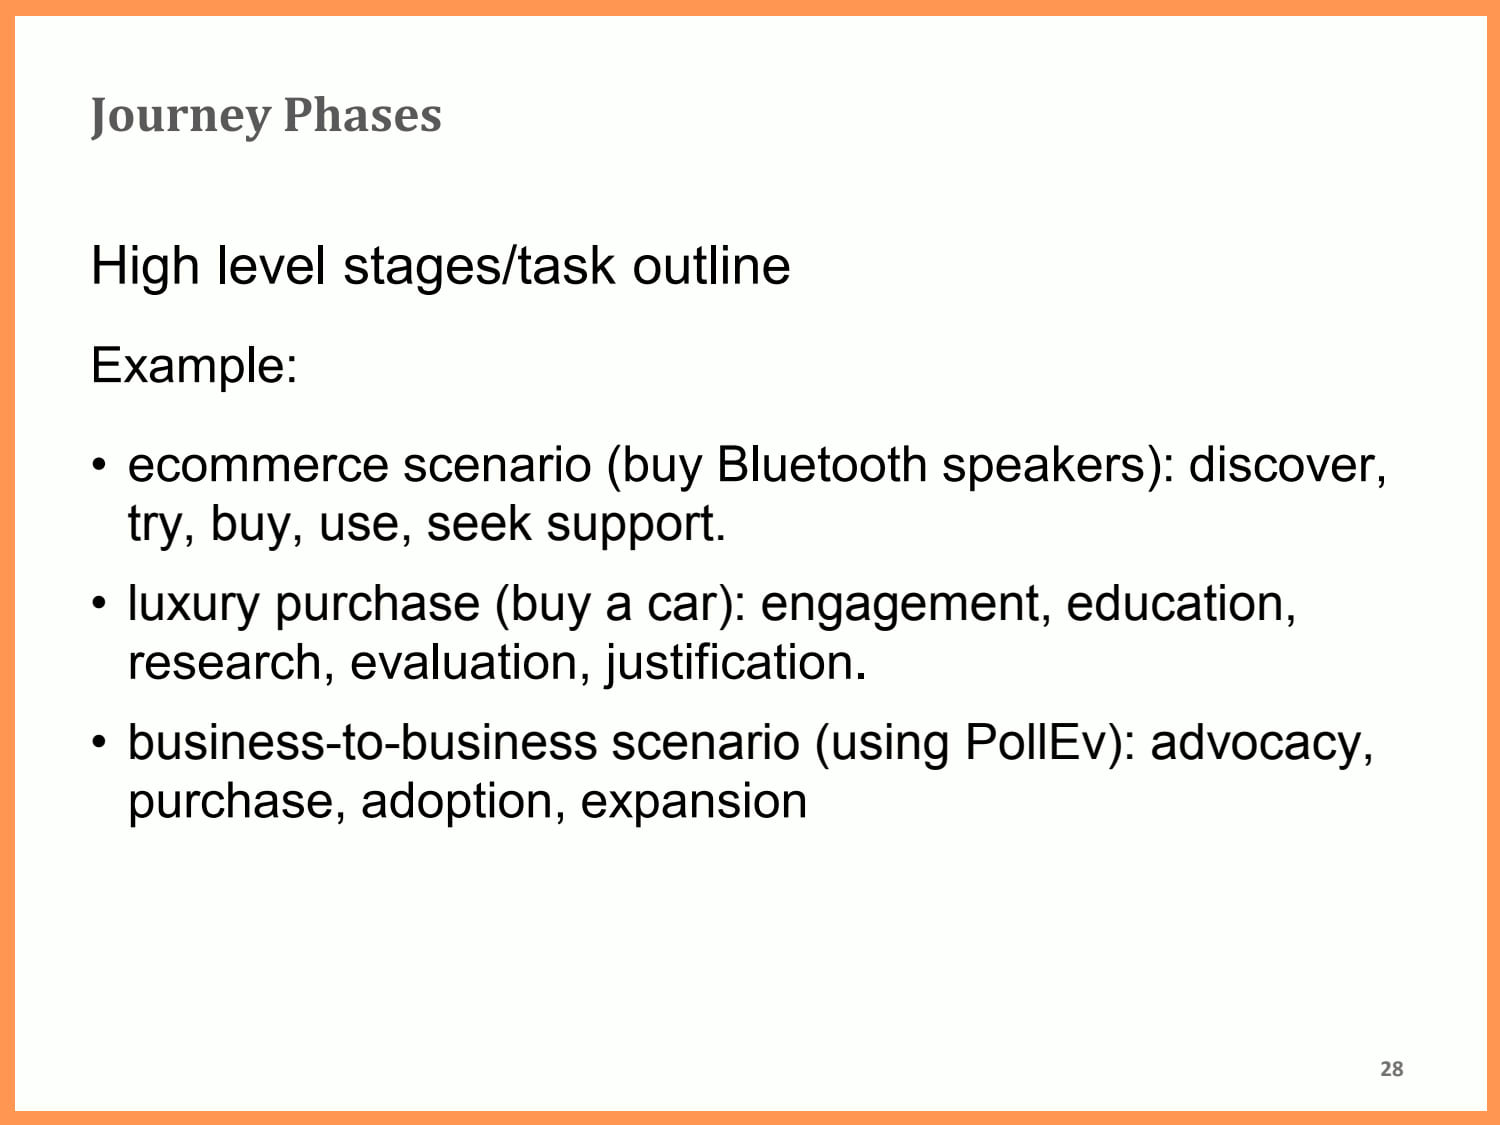 Journey Phases
High level stages/task outline
Example:
• ecommerce scenario (buy Bluetooth speakers): discover,
try, buy, use, seek support.
• luxury purchase (buy a car): engagement, education,
research, evaluation, justification.
• business-to-business scenario (using PollEv): advocacy,
purchase, adoption, expansion
28